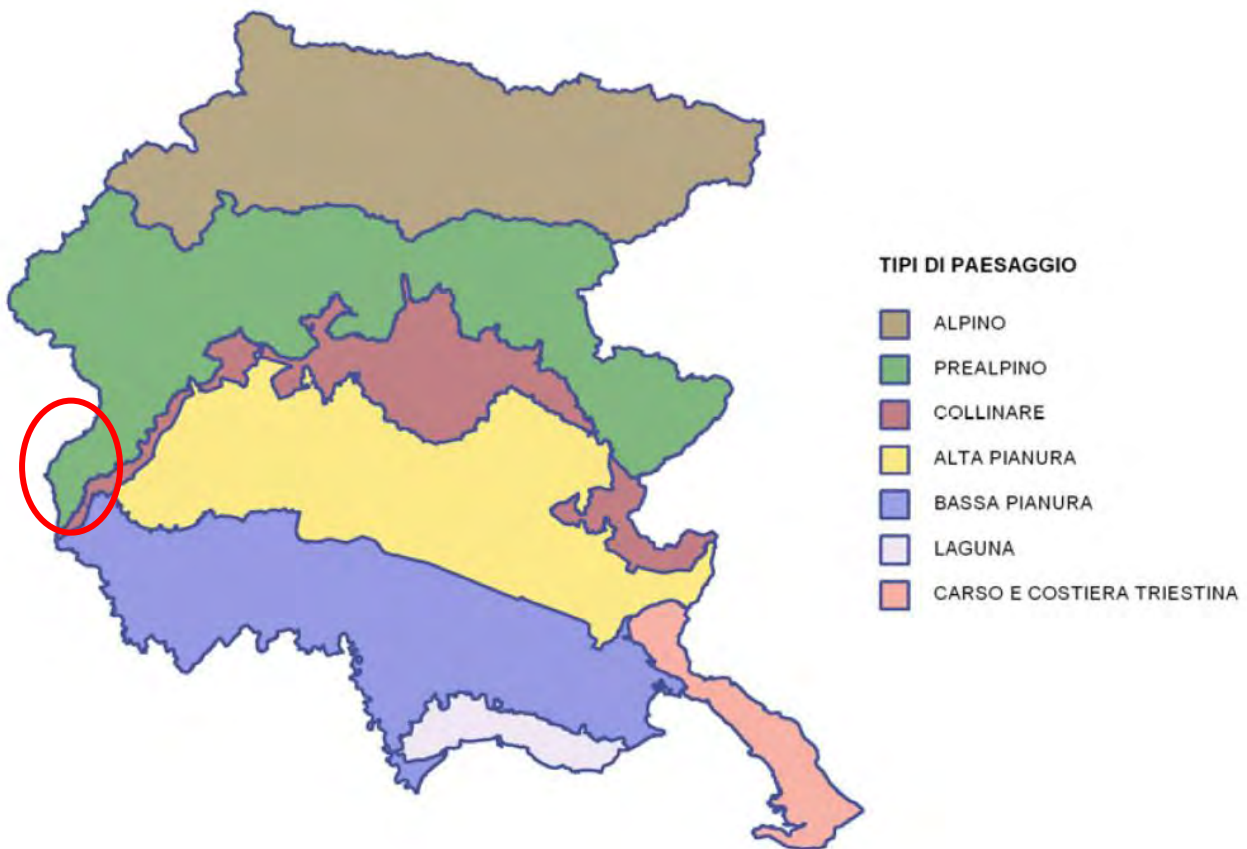 TIPI DI PAESAGGIO
ALPINO
PREALPINO
COLLINARE
ALTA PIANURA
BASSA PIANURA
LAGUNA
CARSO E COSTIERA TRIESTINA